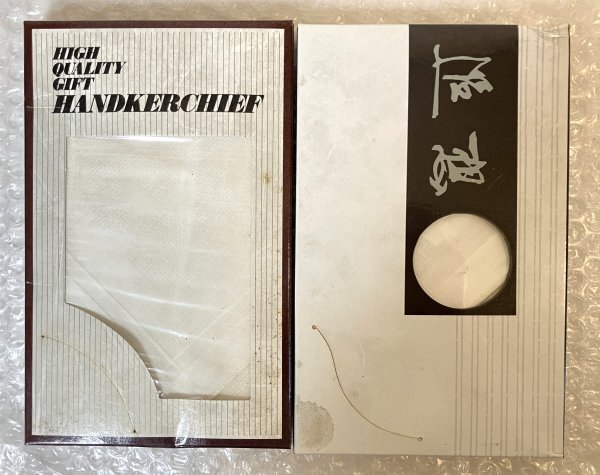 HIGH
QUALITY
GIFT
HANDKERCHIEF